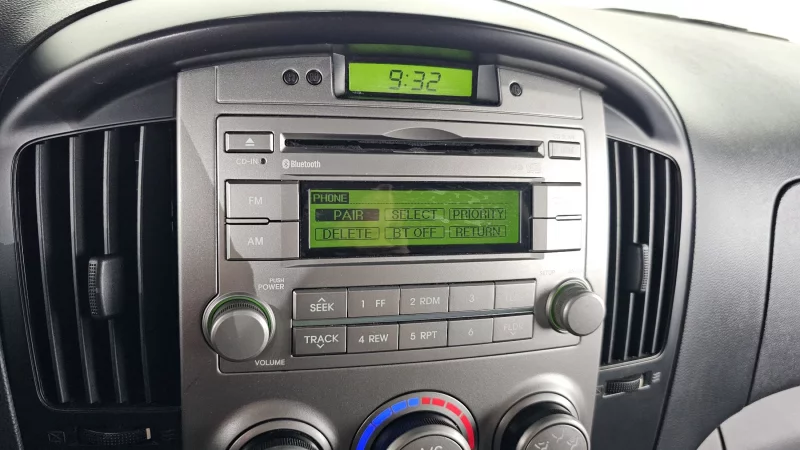 9:32
CD-IN
Bluetooth
FM
AM
PHONE
PAIR SELECT PRIORITY
DELETE BT OFF RETURN
PUSH
POWER
VOLUME
SEEK 1 FF 2 RDM 3
TRACK 4 REW 5 RPT 6
A/C